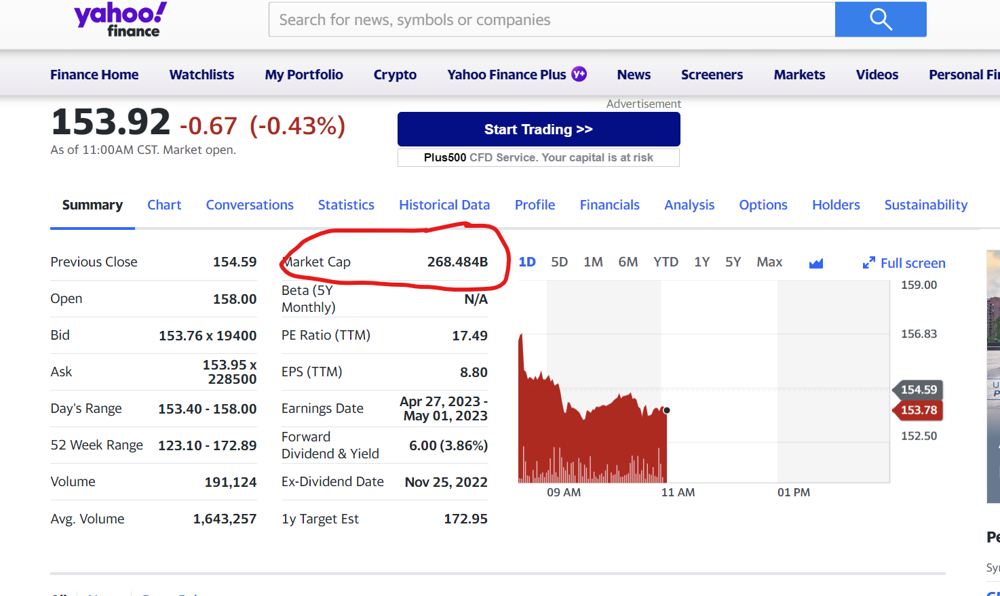 yahoo!
finance
Search for news, symbols or companies
Finance Home Watchlists My Portfolio Crypto Yahoo Finance Plus Y+ News Screeners Markets Videos Personal Fi
Advertisement
153.92 -0.67 (-0.43%)
As of 11:00AM CST. Market open.
Start Trading >>
Plus500 CFD Service. Your capital is at risk
Summary Chart Conversations Statistics Historical Data Profile Financials Analysis Options Holders Sustainability
Previous Close 154.59
Open 158.00
Bid 153.76 x 19400
Ask 153.95 x
228500
Day's Range 153.40 - 158.00
52 Week Range 123.10 - 172.89
Volume 191,124
Avg. Volume 1,643,257
Market Cap 268.484B
Beta (5Y
Monthly) N/A
PE Ratio (TTM) 17.49
EPS (TTM) 8.80
Earnings Date Apr 27, 2023 -
May 01, 2023
Forward
Dividend & Yield 6.00 (3.86%)
Ex-Dividend Date Nov 25, 2022
1y Target Est 172.95
1D 5D 1M 6M YTD 1Y 5Y Max Full screen
159.00
156.83
154.59
153.78
152.50
09 AM 11 AM 01 PM
U
P
Pe
Syr